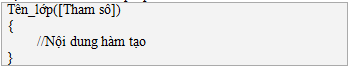 Tên_lớp([Tham số])
{
//Nội dung hàm tạo
}